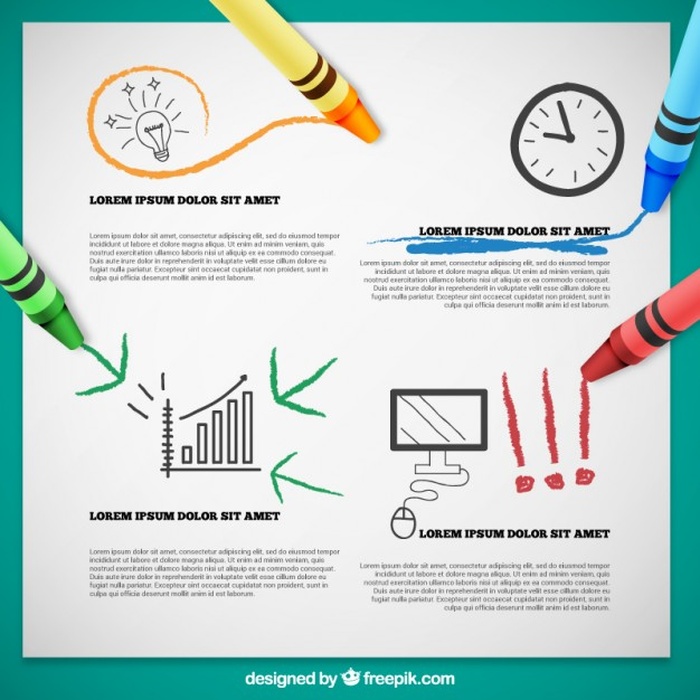 LOREM IPSUM DOLOR SIT AMET
Lorem ipsum dolor sit amet, consectetur adipisicing elit, sed do eiusmod tempor
incididunt ut labore et dolore magna aliqua. Ut enim ad minim veniam, quis
nostrud exercitation ullamco laboris nisi ut aliquip ex ea commodo consequat.
Duis aute irure dolor in reprehenderit in voluptate velit esse cillum dolore eu
fugiat nulla pariatur. Excepteur sint occaecat cupidatat non proident, sunt in
culpa qui officia deserunt mollit anim id est laborum.
LOREM IPSUM DOLOR SIT AMET
Lorem ipsum dolor sit amet, consectetur adipisicing elit, sed do eiusmod tempor
incididunt ut labore et dolore magna aliqua. Ut enim ad minim veniam, quis
nostrud exercitation ullamco laboris nisi ut aliquip ex ea commodo consequat.
Duis aute irure dolor in reprehenderit in voluptate velit esse cillum dolore eu
fugiat nulla pariatur. Excepteur sint occaecat cupidatat non proident, sunt in
culpa qui officia deserunt mollit anim id est laborum.
LOREM IPSUM DOLOR SIT AMET
Lorem ipsum dolor sit amet, consectetur adipisicing elit, sed do eiusmod tempor
incididunt ut labore et dolore magna aliqua. Ut enim ad minim veniam, quis
nostrud exercitation ullamco laboris nisi ut aliquip ex ea commodo consequat.
Duis aute irure dolor in reprehenderit in voluptate velit esse cillum dolore eu
fugiat nulla pariatur. Excepteur sint occaecat cupidatat non proident, sunt in
culpa qui officia deserunt mollit anim id est laborum.
!!!
LOREM IPSUM DOLOR SIT AMET
Lorem ipsum dolor sit amet, consectetur adipisicing elit, sed do eiusmod tempor
incididunt ut labore et dolore magna aliqua. Ut enim ad minim veniam, quis
nostrud exercitation ullamco laboris nisi ut aliquip ex ea commodo consequat.
Duis aute irure dolor in reprehenderit in voluptate velit esse cillum dolore eu
fugiat nulla pariatur. Excepteur sint occaecat cupidatat non proident, sunt in
culpa qui officia deserunt mollit anim id est laborum.
designed by freepik.com